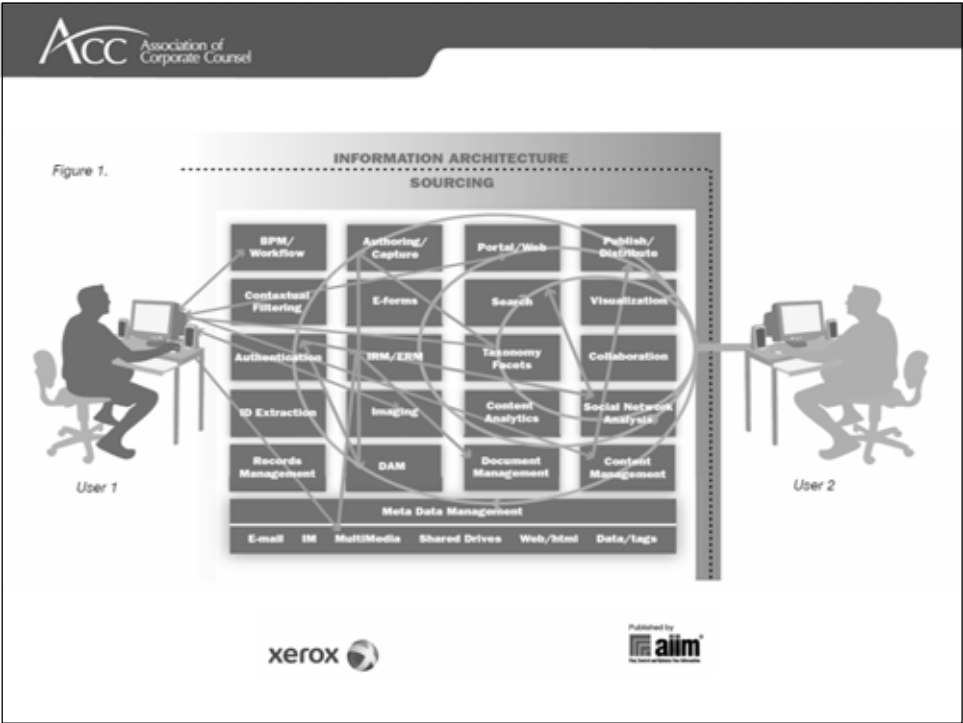 ACC Association of
Corporate Counsel
Figure 1.
INFORMATION ARCHITECTURE
SOURCING
BPM/
Workflow
Authoring/
Capture
Portal/Web
Publish/
Distribute
Contextual
Filtering
E-forms
Search
Visualization
Authentication
IRM/ERM
Taxonomy
Facets
Collaboration
ID Extraction
Imaging
Content
Analytics
Social Network
Analysis
Records
Management
DAM
Document
Management
Content
Management
Meta Data Management
E-mail IM MultiMedia Shared Drives Web/html Data/tags
User 1
User 2
xerox
Published by
aiim